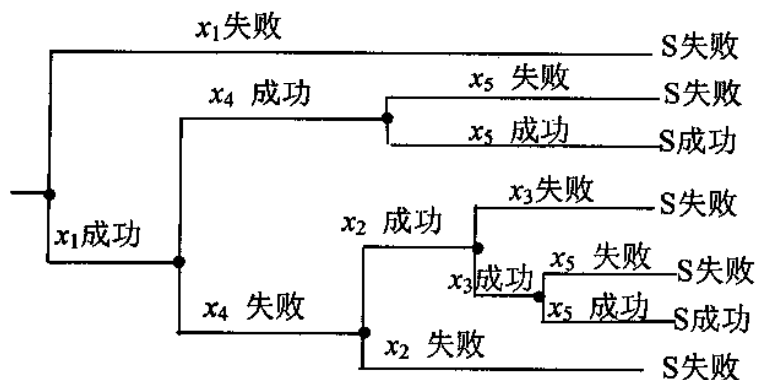 x₁失败 S失败
x₄ 成功 x₅ 失败 S失败
x₅ 成功 S成功
x₁成功 x₂ 成功 x₃失败 S失败
x₃成功 x₅ 失败 S失败
x₄ 失败 x₅ 成功 S成功
x₂ 失败 S失败